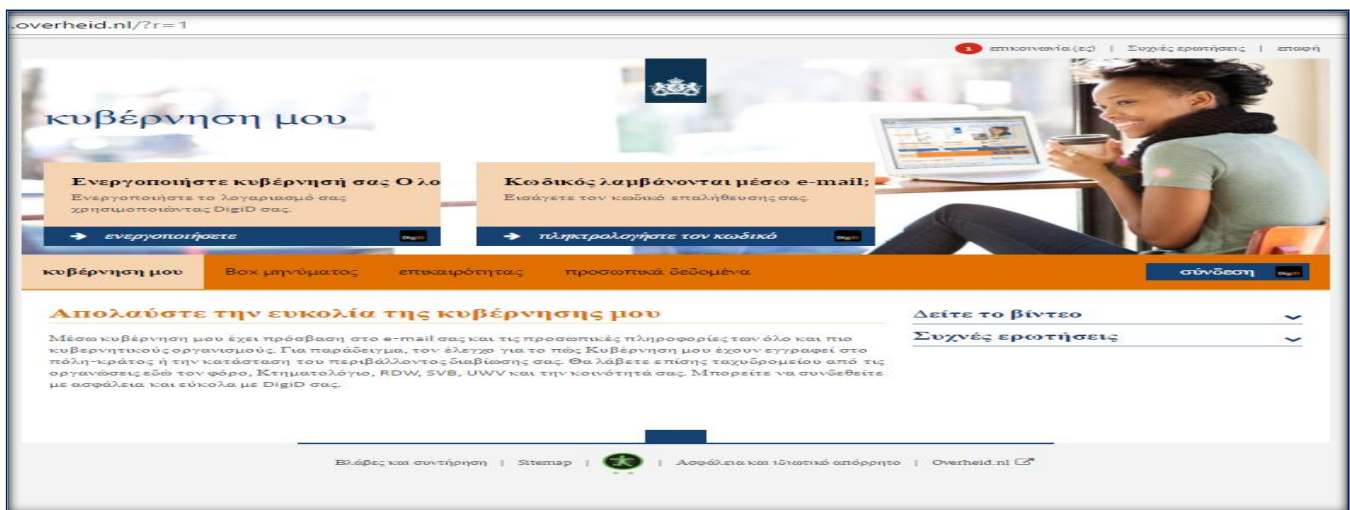 .overheid.nl/?r=1
1 επικοινωνία(ες) | Συχνές ερωτήσεις | επαφή
κυβέρνηση μου
Ενεργοποιήστε κυβέρνησή σας Ο λο
Ενεργοποιήστε το λογαριασμό σας
χρησιμοποιώντας DigiD σας.
→ ενεργοποιήσετε DigiD
Κωδικός λαμβάνονται μέσω e-mail;
Εισάγετε τον κωδικό επαλήθευσης σας.
→ πληκτρολογήστε τον κωδικό DigiD
κυβέρνηση μου Box μηνύματος επικαιρότητας προσωπικά δεδομένα σύνδεση DigiD
Απολαύστε την ευκολία της κυβέρνησης μου
Μέσω κυβέρνηση μου έχει πρόσβαση στο e-mail σας και τις προσωπικές πληροφορίες των όλο και πιο
κυβερνητικούς οργανισμούς. Για παράδειγμα, τον έλεγχο για το πώς Κυβέρνηση μου έχουν εγγραφεί στο
πόλη-κράτος ή την κατάσταση του περιβάλλοντος διαβίωσης σας. Θα λάβετε επίσης ταχυδρομείου από τις
οργανώσεις εδώ τον φόρο, Κτηματολόγιο, RDW, SVB, UWV και την κοινότητά σας. Μπορείτε να συνδεθείτε
με ασφάλεια και εύκολα με DigiD σας.
Δείτε το βίντεο
Συχνές ερωτήσεις
Βλάβες και συντήρηση | Sitemap | | Ασφάλεια και ιδιωτικό απόρρητο | Overheid.nl